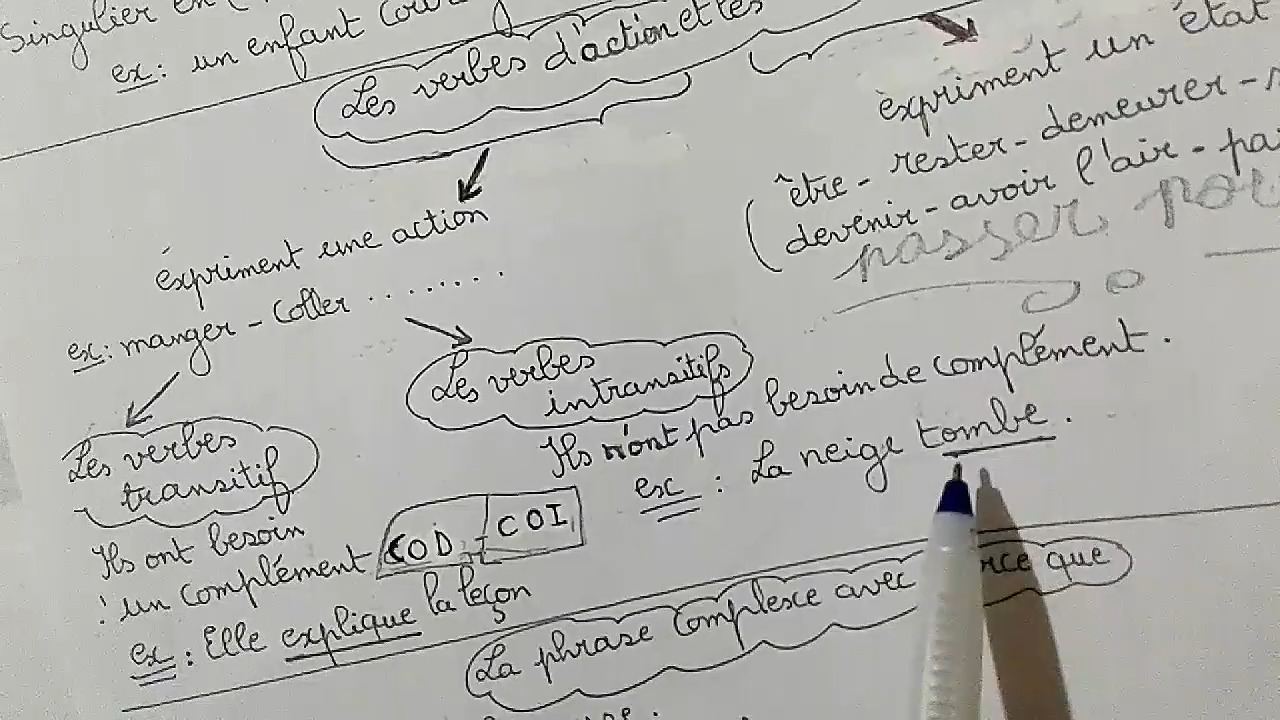 Singulier en
ex: un enfant
Les verbes d'action et les
expriment un état
être - rester - demeurer -
devenir - avoir l'air -
passer
éxpriment une action
ex: manger - Coller ........
Les verbes
intransitifs
Ils n'ont pas besoin de complément.
ex : La neige tombe.
Les verbes
transitif
Ils ont besoin
un complément COD - COI
ex : Elle explique la leçon
La phrase Complexe avec que